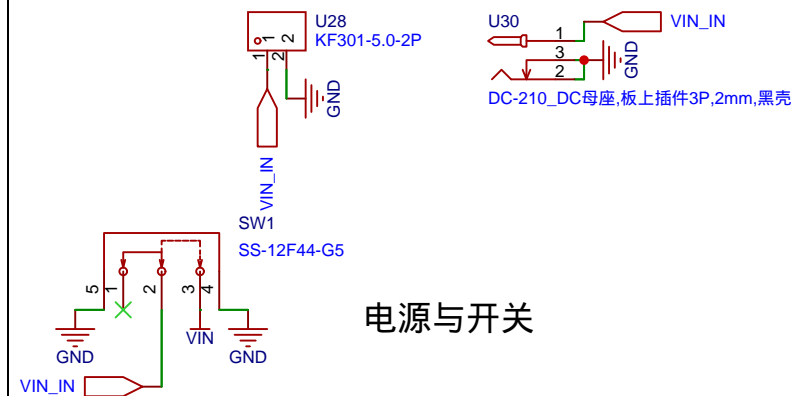 U28
KF301-5.0-2P
1 2
1 2
GND
VIN_IN
U30
VIN_IN
1
3
2
GND
DC-210_DC母座,板上插件3P,2mm,黑壳
SW1
SS-12F44-G5
5 1 2 3 4
GND
VIN
GND
VIN_IN
电源与开关